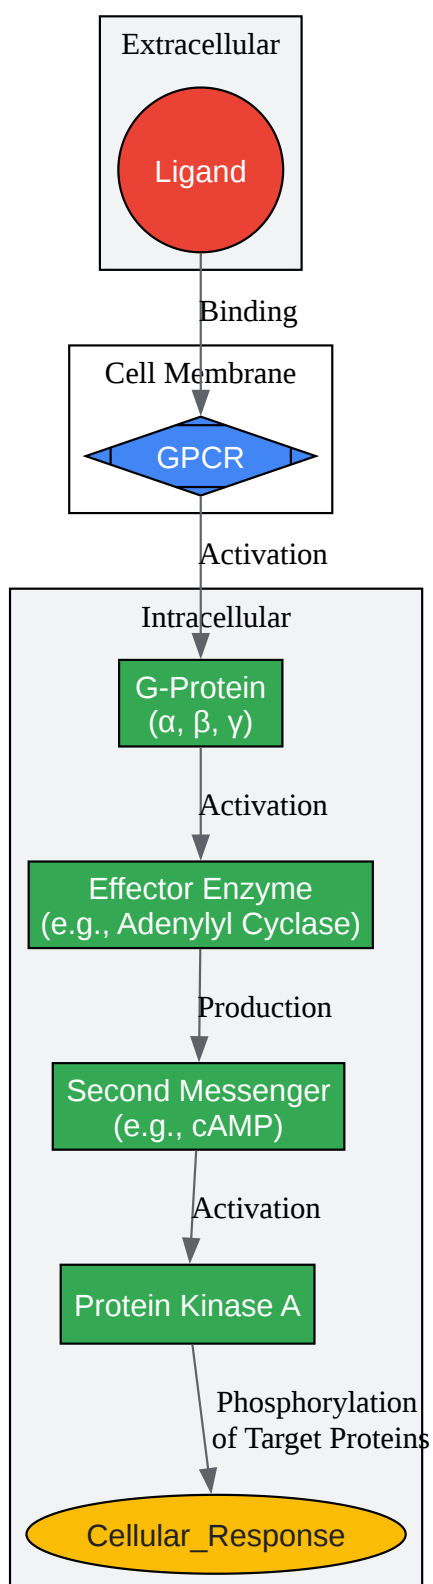 Extracellular
Ligand
Binding
Cell Membrane
GPCR
Activation
Intracellular
G-Protein
(α, β, γ)
Activation
Effector Enzyme
(e.g., Adenylyl Cyclase)
Production
Second Messenger
(e.g., cAMP)
Activation
Protein Kinase A
Phosphorylation
of Target Proteins
Cellular_Response